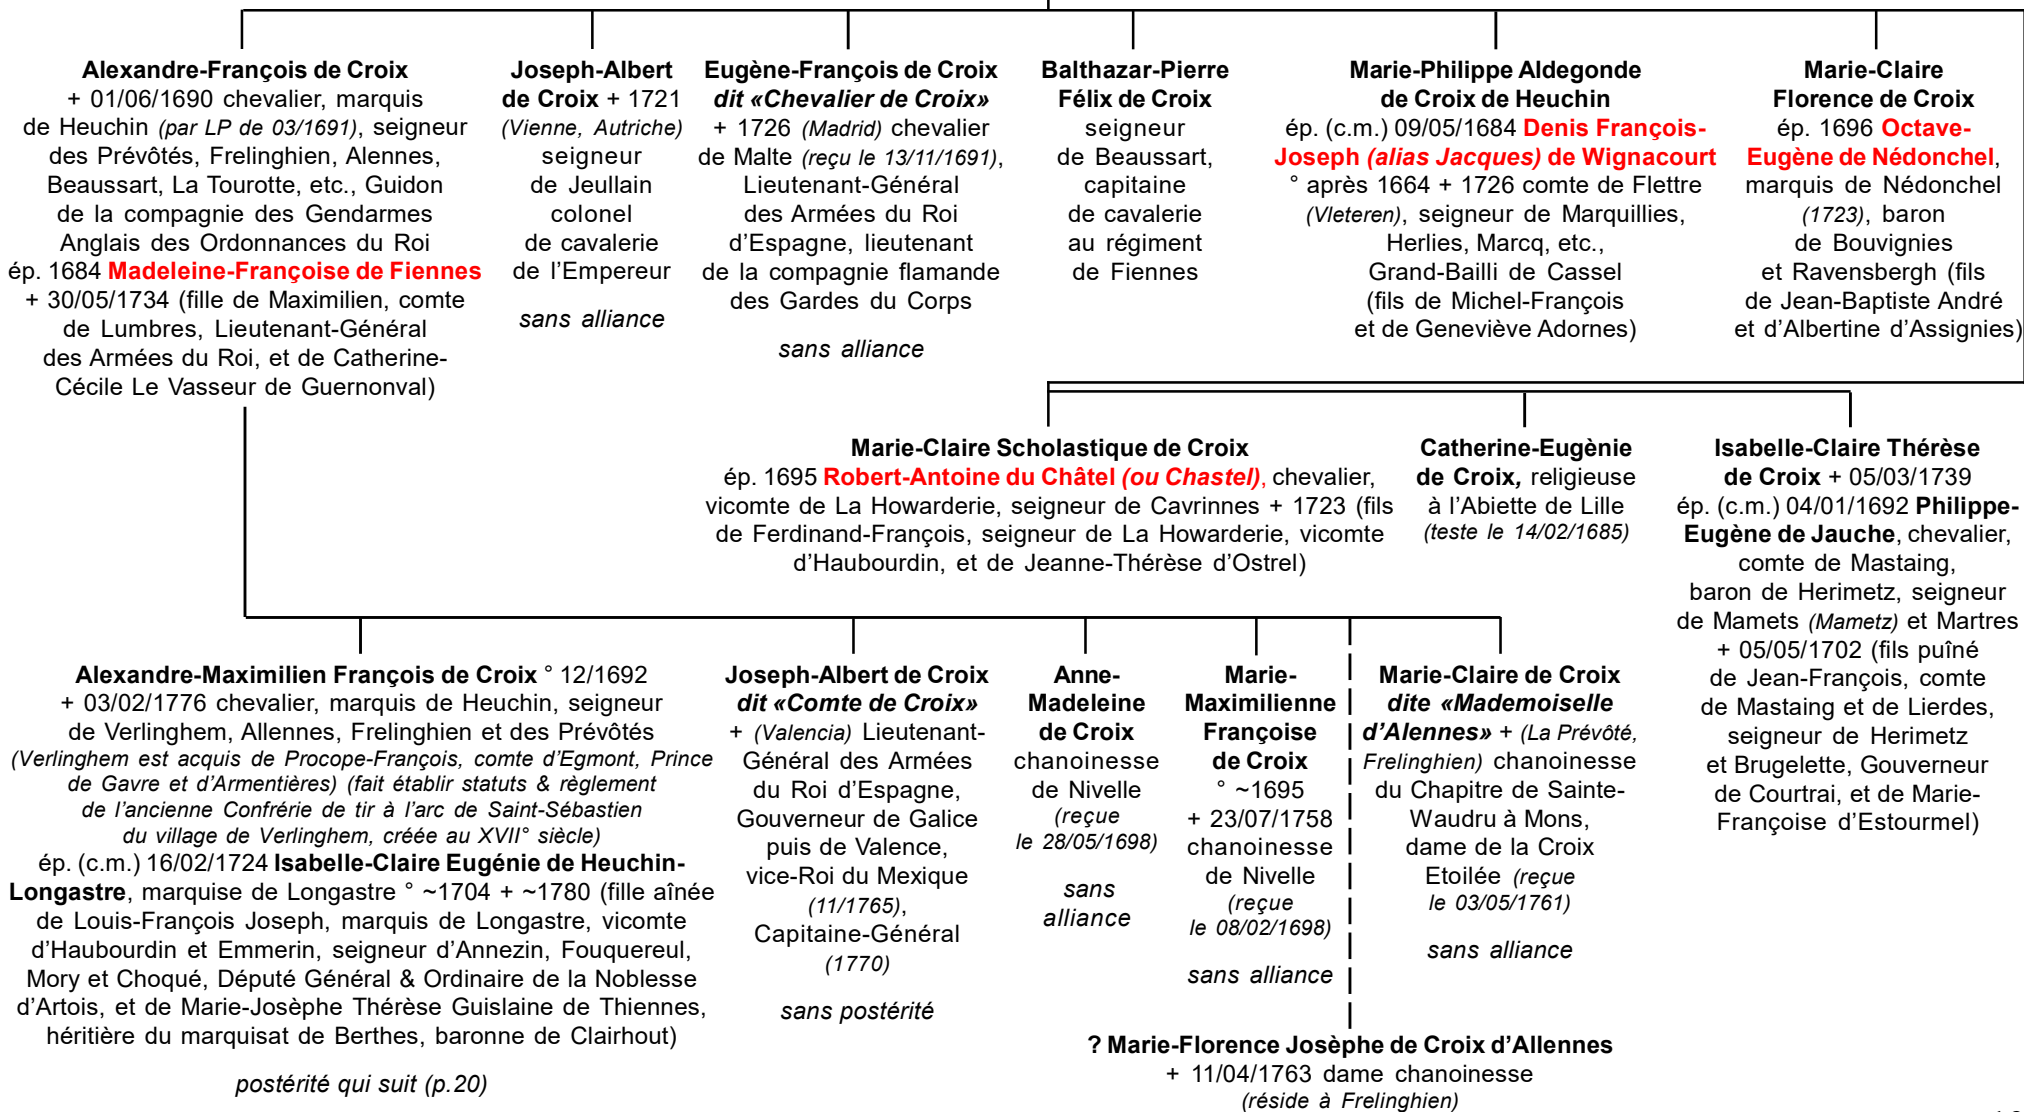 Alexandre-François de Croix
+ 01/06/1690 chevalier, marquis
de Heuchin (par LP de 03/1691), seigneur
des Prévôtés, Frelinghien, Alennes,
Beaussart, La Tourotte, etc., Guidon
de la compagnie des Gendarmes
Anglais des Ordonnances du Roi
ép. 1684 Madeleine-Françoise de Fiennes
+ 30/05/1734 (fille de Maximilien, comte
de Lumbres, Lieutenant-Général
des Armées du Roi, et de Catherine-
Cécile Le Vasseur de Guernonval)
Joseph-Albert
de Croix + 1721
(Vienne, Autriche)
seigneur
de Jeullain
colonel
de cavalerie
de l’Empereur
sans alliance
Eugène-François de Croix
dit «Chevalier de Croix»
+ 1726 (Madrid) chevalier
de Malte (reçu le 13/11/1691),
Lieutenant-Général
des Armées du Roi
d’Espagne, lieutenant
de la compagnie flamande
des Gardes du Corps
sans alliance
Balthazar-Pierre
Félix de Croix
seigneur
de Beaussart,
capitaine
de cavalerie
au régiment
de Fiennes
Marie-Philippe Aldegonde
de Croix de Heuchin
ép. (c.m.) 09/05/1684 Denis François-
Joseph (alias Jacques) de Wignacourt
° après 1664 + 1726 comte de Flettre
(Vleteren), seigneur de Marquillies,
Herlies, Marcq, etc.,
Grand-Bailli de Cassel
(fils de Michel-François
et de Geneviève Adornes)
Marie-Claire
Florence de Croix
ép. 1696 Octave-
Eugène de Nédonchel,
marquis de Nédonchel
(1723), baron
de Bouvignies
et Ravensbergh (fils
de Jean-Baptiste André
et d’Albertine d’Assignies)
Marie-Claire Scholastique de Croix
ép. 1695 Robert-Antoine du Châtel (ou Chastel), chevalier,
vicomte de La Howarderie, seigneur de Cavrinnes + 1723 (fils
de Ferdinand-François, seigneur de La Howarderie, vicomte
d’Haubourdin, et de Jeanne-Thérèse d’Ostrel)
Catherine-Eugènie
de Croix, religieuse
à l’Abiette de Lille
(teste le 14/02/1685)
Isabelle-Claire Thérèse
de Croix + 05/03/1739
ép. (c.m.) 04/01/1692 Philippe-
Eugène de Jauche, chevalier,
comte de Mastaing,
baron de Herimetz, seigneur
de Mamets (Mametz) et Martres
+ 05/05/1702 (fils puîné
de Jean-François, comte
de Mastaing et de Lierdes,
seigneur de Herimetz
et Brugelette, Gouverneur
de Courtrai, et de Marie-
Françoise d’Estourmel)
Alexandre-Maximilien François de Croix ° 12/1692
+ 03/02/1776 chevalier, marquis de Heuchin, seigneur
de Verlinghem, Allennes, Frelinghien et des Prévôtés
(Verlinghem est acquis de Procope-François, comte d’Egmont, Prince
de Gavre et d’Armentières) (fait établir statuts & règlement
de l’ancienne Confrérie de tir à l’arc de Saint-Sébastien
du village de Verlinghem, créée au XVII° siècle)
ép. (c.m.) 16/02/1724 Isabelle-Claire Eugénie de Heuchin-
Longastre, marquise de Longastre ° ~1704 + ~1780 (fille aînée
de Louis-François Joseph, marquis de Longastre, vicomte
d’Haubourdin et Emmerin, seigneur d’Annezin, Fouquereul,
Mory et Choqué, Député Général & Ordinaire de la Noblesse
d’Artois, et de Marie-Josèphe Thérèse Guislaine de Thiennes,
héritière du marquisat de Berthes, baronne de Clairhout)
postérité qui suit (p.20)
Joseph-Albert de Croix
dit «Comte de Croix»
+ (Valencia) Lieutenant-
Général des Armées
du Roi d’Espagne,
Gouverneur de Galice
puis de Valence,
vice-Roi du Mexique
(11/1765),
Capitaine-Général
(1770)
sans postérité
Anne-
Madeleine
de Croix
chanoinesse
de Nivelle
(reçue
le 28/05/1698)
sans
alliance
Marie-
Maximilienne
Françoise
de Croix
° ~1695
+ 23/07/1758
chanoinesse
de Nivelle
(reçue
le 08/02/1698)
sans alliance
Marie-Claire de Croix
dite «Mademoiselle
d’Alennes» + (La Prévôté,
Frelinghien) chanoinesse
du Chapitre de Sainte-
Waudru à Mons,
dame de la Croix
Etoilée (reçue
le 03/05/1761)
sans alliance
? Marie-Florence Josèphe de Croix d’Allennes
+ 11/04/1763 dame chanoinesse
(réside à Frelinghien)